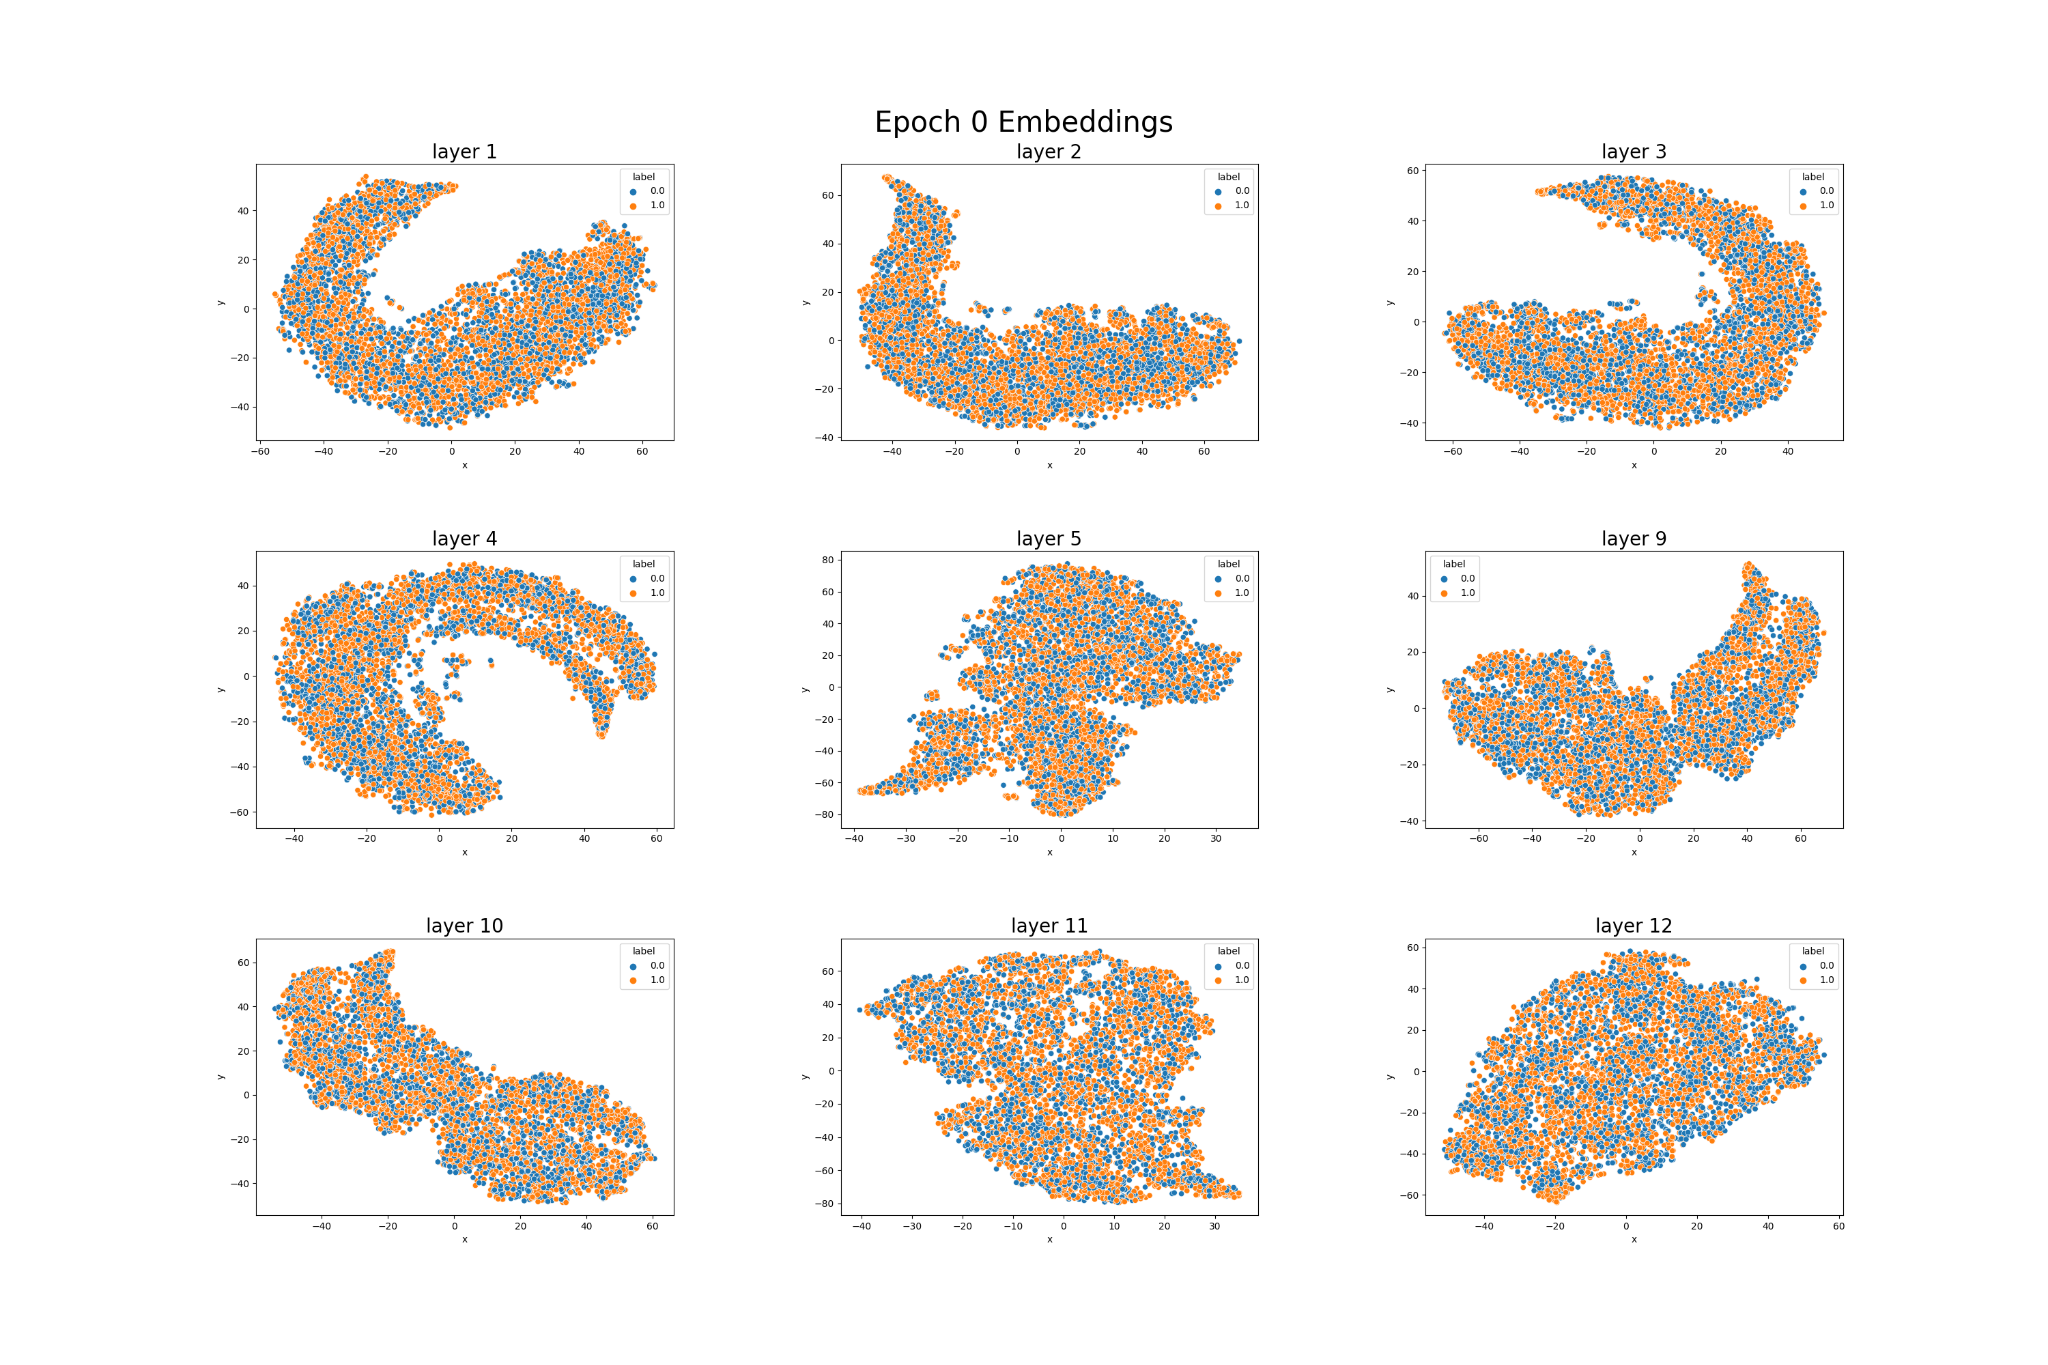 Epoch 0 Embeddings
layer 1
label
0.0
1.0
40
20
0
−20
−40
y
−60 −40 −20 0 20 40 60
x
layer 2
label
0.0
1.0
60
40
20
0
−20
−40
y
−40 −20 0 20 40 60
x
layer 3
label
0.0
1.0
60
40
20
0
−20
−40
y
−60 −40 −20 0 20 40
x
layer 4
label
0.0
1.0
40
20
0
−20
−40
−60
y
−40 −20 0 20 40 60
x
layer 5
label
0.0
1.0
80
60
40
20
0
−20
−40
−60
−80
y
−40 −30 −20 −10 0 10 20 30
x
layer 9
label
0.0
1.0
40
20
0
−20
−40
y
−60 −40 −20 0 20 40 60
x
layer 10
label
0.0
1.0
60
40
20
0
−20
−40
y
−40 −20 0 20 40 60
x
layer 11
label
0.0
1.0
60
40
20
0
−20
−40
−60
−80
y
−40 −30 −20 −10 0 10 20 30
x
layer 12
label
0.0
1.0
60
40
20
0
−20
−40
−60
y
−40 −20 0 20 40 60
x